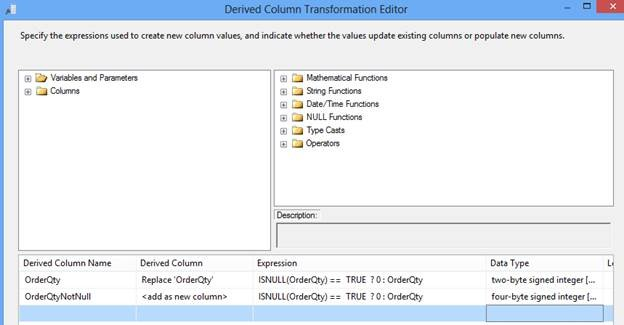 Derived Column Transformation Editor
Specify the expressions used to create new column values, and indicate whether the values update existing columns or populate new columns.
Variables and Parameters
Columns
Mathematical Functions
String Functions
Date/Time Functions
NULL Functions
Type Casts
Operators
Description:
Derived Column Name Derived Column Expression Data Type Le
OrderQty Replace 'OrderQty' ISNULL(OrderQty) == TRUE ? 0 : OrderQty two-byte signed integer [...
OrderQtyNotNull <add as new column> ISNULL(OrderQty) == TRUE ? 0 : OrderQty four-byte signed integer [...